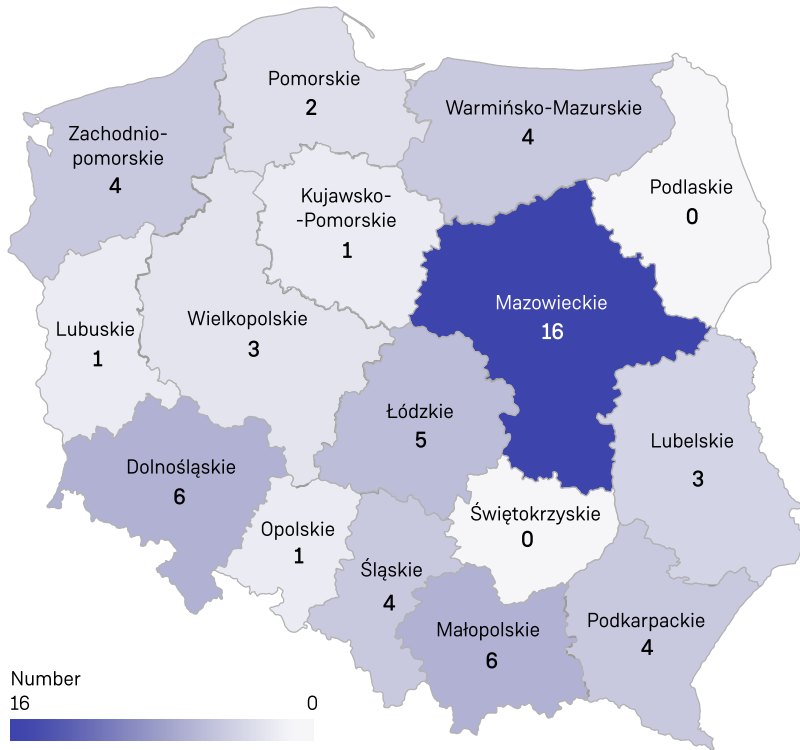 Pomorskie
2
Warmińsko-Mazurskie
4
Zachodnio-
pomorskie
4
Podlaskie
0
Kujawsko-
-Pomorskie
1
Mazowieckie
16
Lubuskie
1
Wielkopolskie
3
Łódzkie
5
Lubelskie
3
Dolnośląskie
6
Świętokrzyskie
0
Opolskie
1
Śląskie
4
Małopolskie
6
Podkarpackie
4
Number
16 0